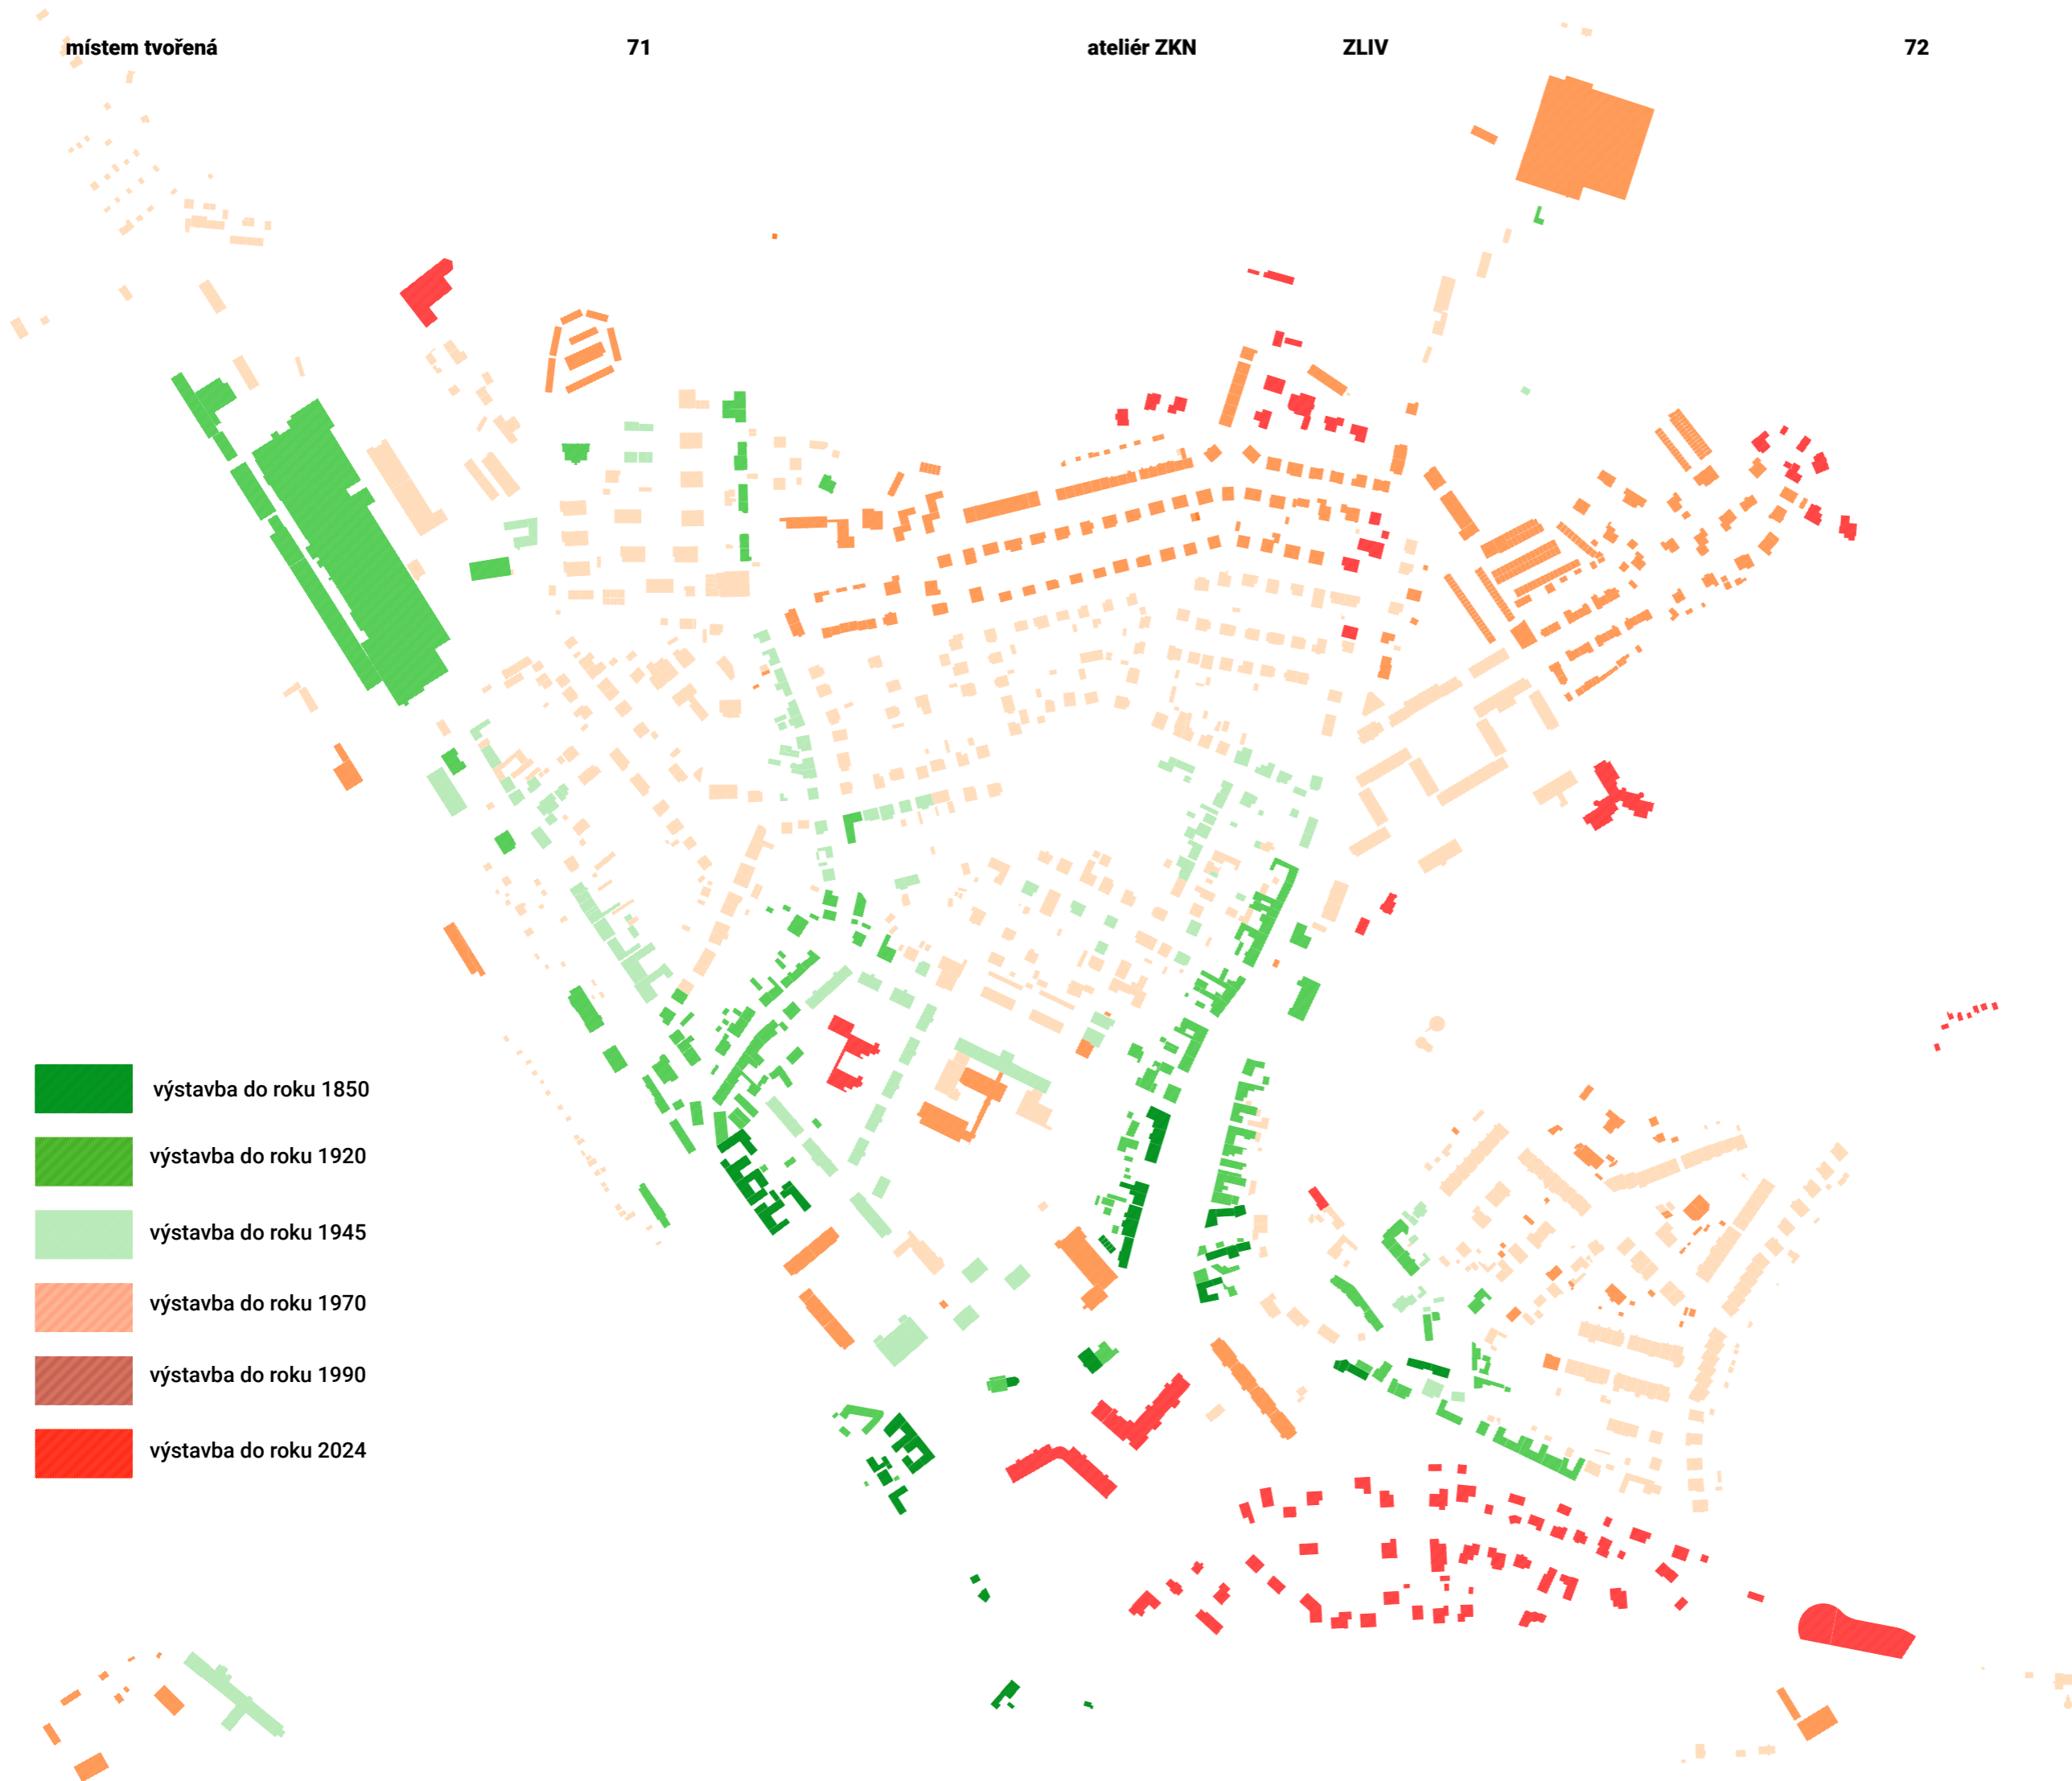 místem tvořená
71
ateliér ZKN
ZLIV
72
výstavba do roku 1850
výstavba do roku 1920
výstavba do roku 1945
výstavba do roku 1970
výstavba do roku 1990
výstavba do roku 2024